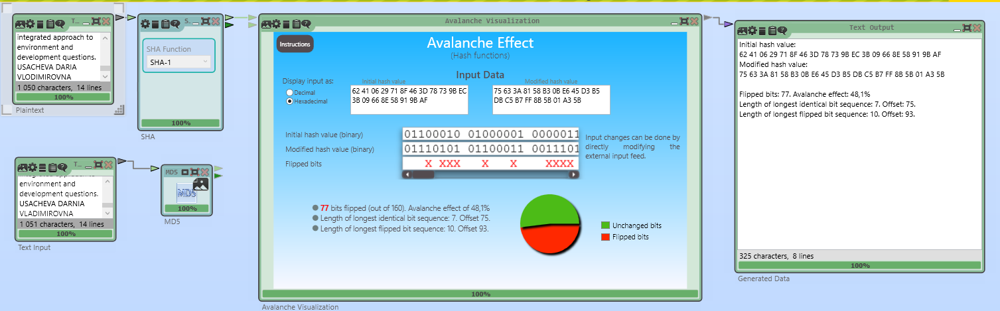 T...
integrated approach to
environment and
development questions.
USACHEVA DARIA
VLODIMIROVNA
1 050 characters,  14 lines
100%
Plaintext
S...
SHA Function
SHA-1
100%
SHA
T...
environment and
development questions.
USACHEVA DARNIA
VLADIMIROVNA
1 051 characters,  14 lines
100%
Text Input
MD5
MD5
100%
MD5
Avalanche Visualization
Instructions
Avalanche Effect
(Hash functions)
Input Data
Display input as:
Decimal
Hexadecimal
Initial hash value
62 41 06 29 71 8F 46 3D 78 73 9B EC
3B 09 66 8E 58 91 9B AF
Modified hash value
75 63 3A 81 58 B3 0B E6 45 D3 B5
DB C5 B7 FF 8B 5B 01 A3 5B
Initial hash value (binary) 01100010 01000001 0000011
Modified hash value (binary) 01110101 01100011 0011101
Flipped bits X XXX X X XXXX
Input changes can be done by
directly modifying the
external input feed.
77 bits flipped (out of 160). Avalanche effect of 48,1%
Length of longest identical bit sequence: 7. Offset 75.
Length of longest flipped bit sequence: 10. Offset 93.
Unchanged bits
Flipped bits
100%
Avalanche Visualization
Text Output
Initial hash value:
62 41 06 29 71 8F 46 3D 78 73 9B EC 3B 09 66 8E 58 91 9B AF
Modified hash value:
75 63 3A 81 58 B3 0B E6 45 D3 B5 DB C5 B7 FF 8B 5B 01 A3 5B
Flipped bits: 77. Avalanche effect: 48,1%
Length of longest identical bit sequence: 7. Offset: 75.
Length of longest flipped bit sequence: 10. Offset: 93.
325 characters,  8 lines
100%
Generated Data